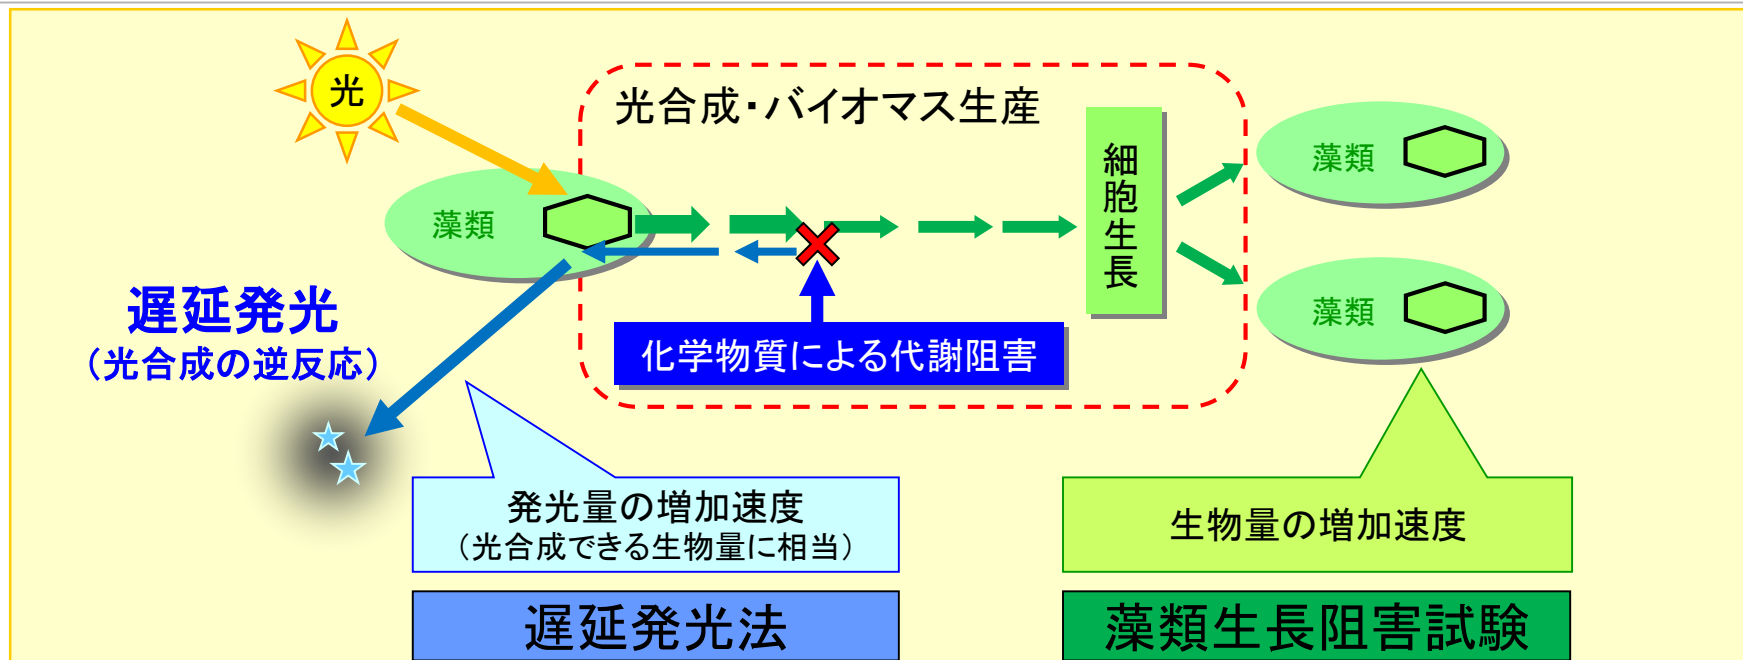 光
光合成・バイオマス生産
細胞生長
藻類
藻類
藻類
遅延発光
（光合成の逆反応）
化学物質による代謝阻害
発光量の増加速度
（光合成できる生物量に相当）
生物量の増加速度
遅延発光法
藻類生長阻害試験